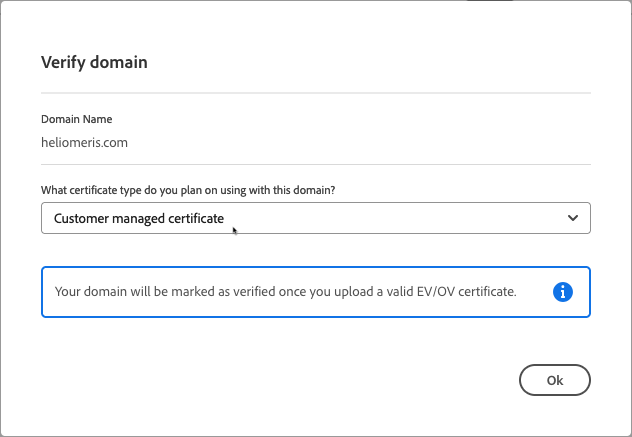 Verify domain
Domain Name
heliomeris.com
What certificate type do you plan on using with this domain?
Customer managed certificate
Your domain will be marked as verified once you upload a valid EV/OV certificate.
Ok